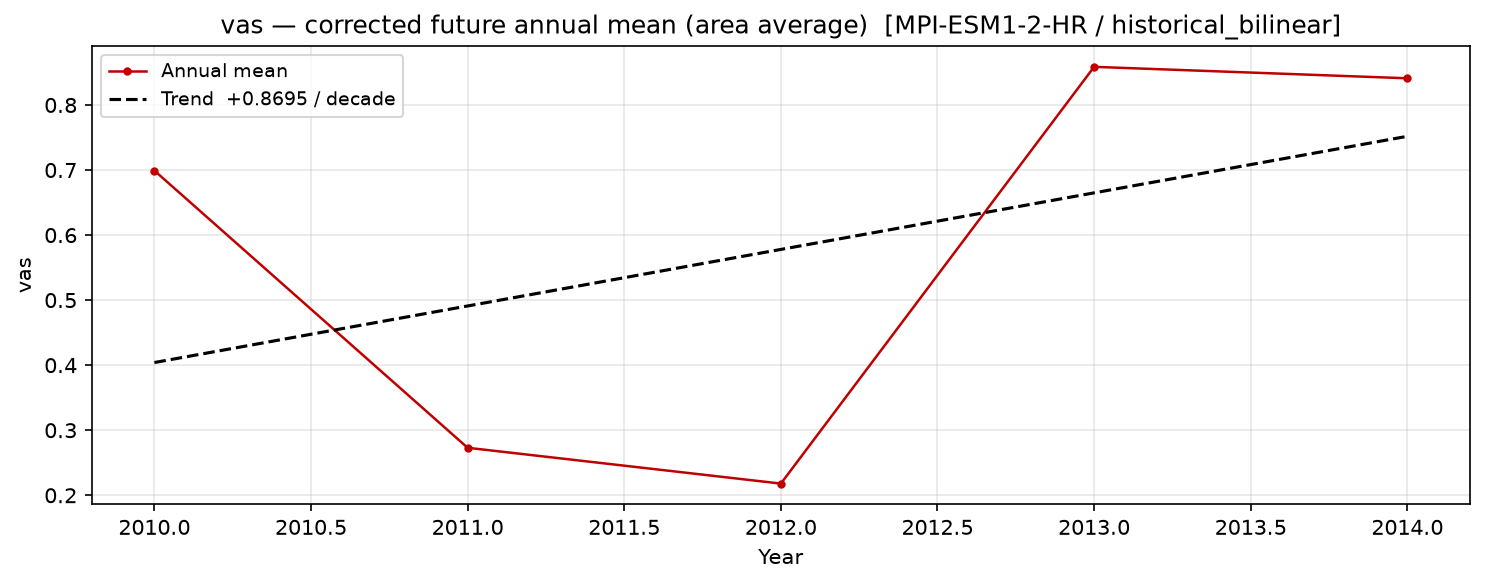 vas — corrected future annual mean (area average)  [MPI-ESM1-2-HR / historical_bilinear]
Annual mean
Trend  +0.8695 / decade
0.8
0.7
0.6
0.5
0.4
0.3
0.2
vas
2010.0 2010.5 2011.0 2011.5 2012.0 2012.5 2013.0 2013.5 2014.0
Year